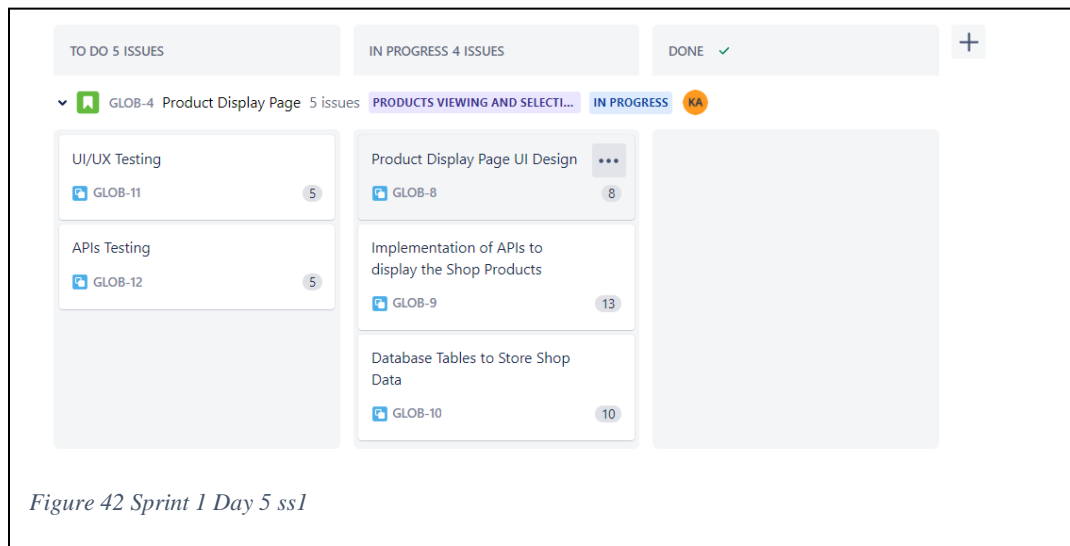 TO DO 5 ISSUES
IN PROGRESS 4 ISSUES
DONE
GLOB-4 Product Display Page 5 issues PRODUCTS VIEWING AND SELECTI... IN PROGRESS KA
UI/UX Testing
GLOB-11 5
APIs Testing
GLOB-12 5
Product Display Page UI Design
GLOB-8 8
Implementation of APIs to
display the Shop Products
GLOB-9 13
Database Tables to Store Shop
Data
GLOB-10 10
Figure 42 Sprint 1 Day 5 ss1